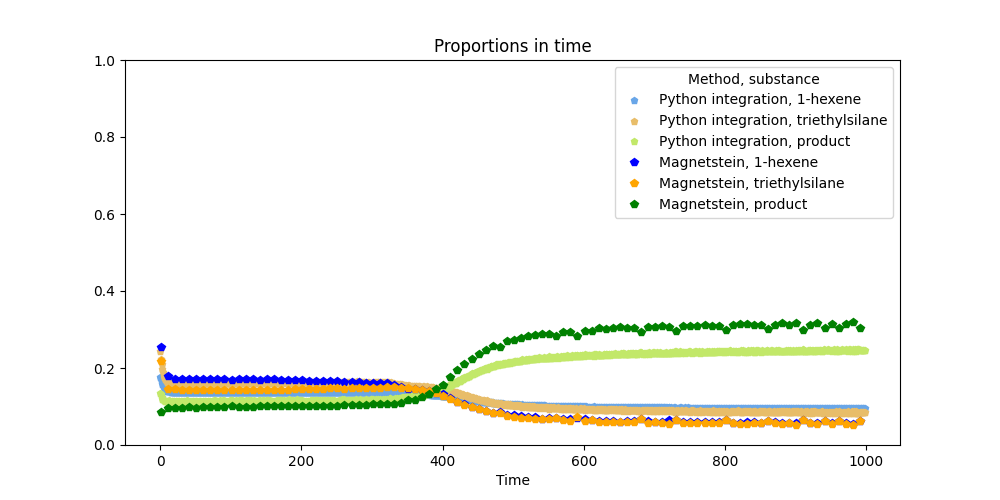 Proportions in time
1.0
0.8
0.6
0.4
0.2
0.0
Method, substance
Python integration, 1-hexene
Python integration, triethylsilane
Python integration, product
Magnetstein, 1-hexene
Magnetstein, triethylsilane
Magnetstein, product
0 200 400 600 800 1000
Time